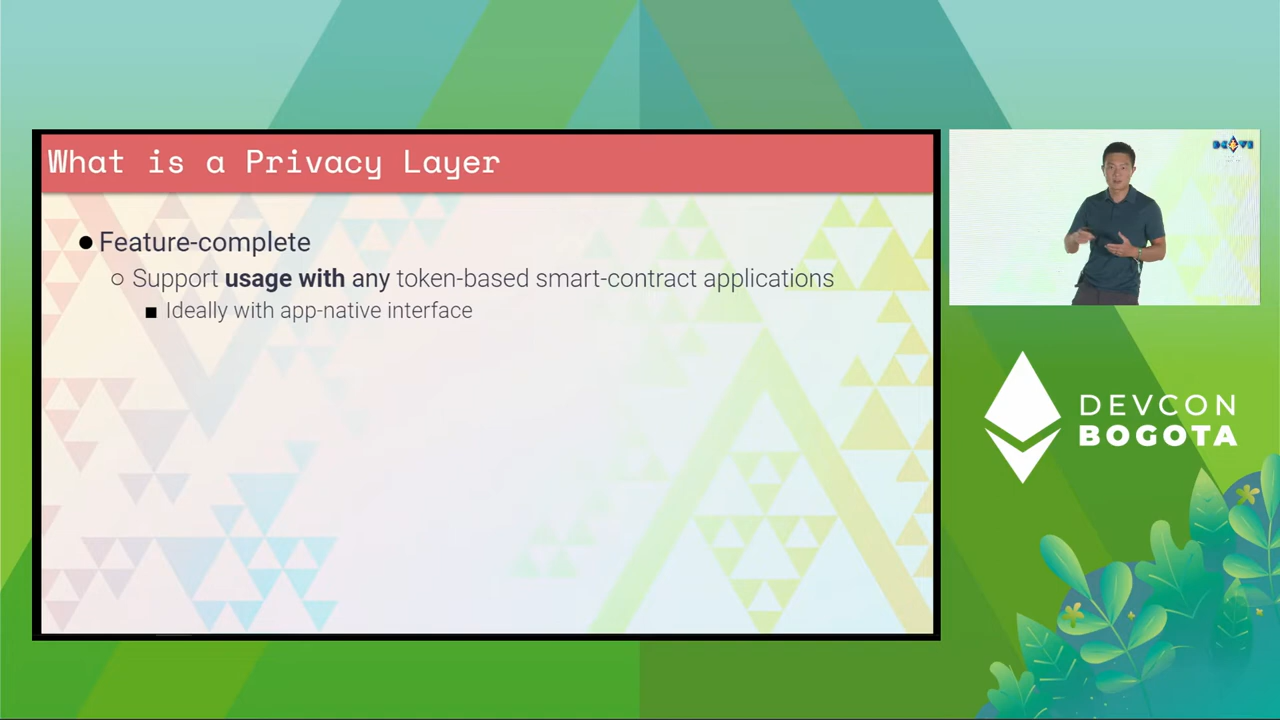 What is a Privacy Layer
● Feature-complete
○ Support usage with any token-based smart-contract applications
■ Ideally with app-native interface
DEVCON
BOGOTA